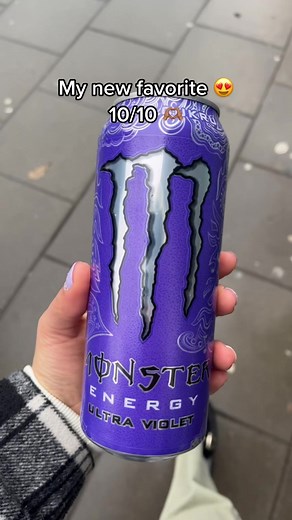 My new favorite 😍
10/10 🫶🏽
MONSTER
ENERGY
ULTRA VIOLET